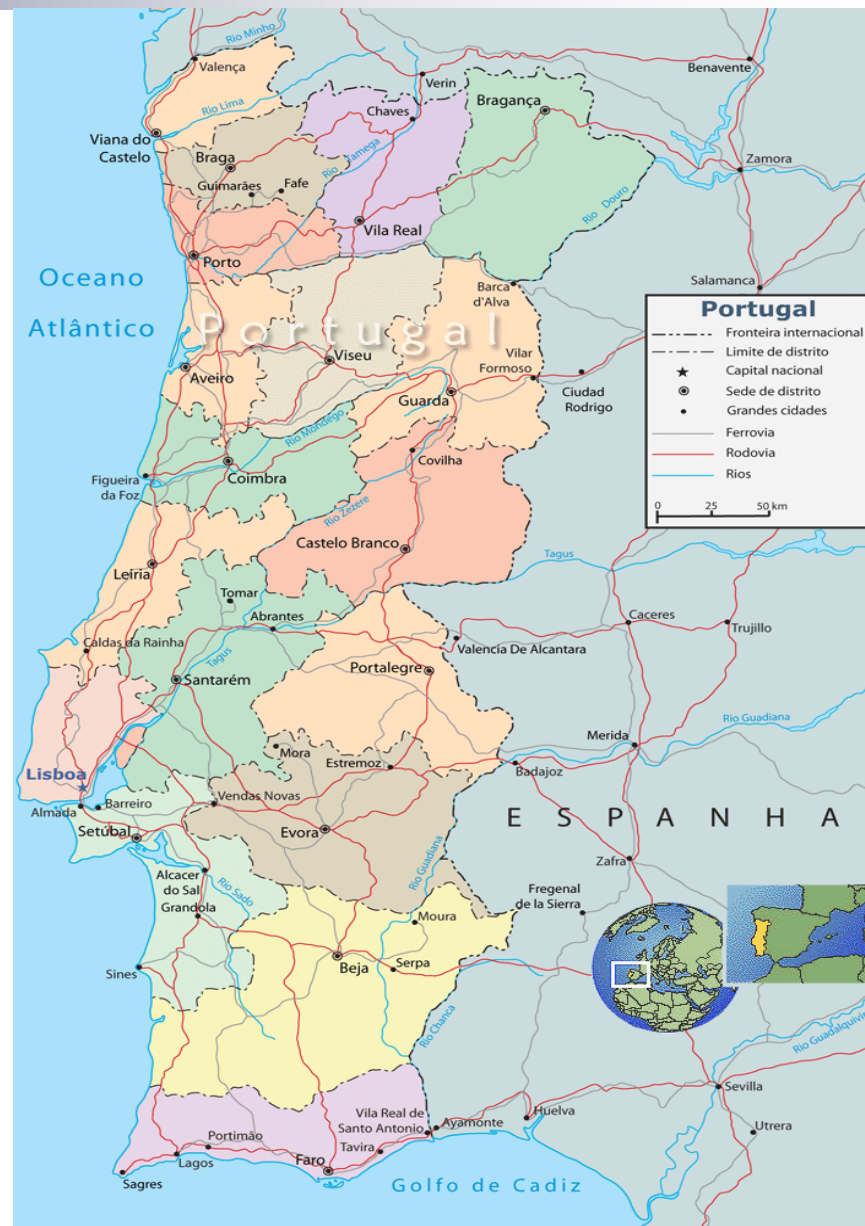 Rio Minho
Valença
Verin
Benavente
Rio Lima
Chaves
Bragança
Viana do
Castelo
Braga
Rio Tamega
Zamora
Guimarães
Fafe
Rio Douro
Vila Real
Porto
Oceano
Atlântico
Barca
d'Alva
Salamanca
Portugal
Viseu
Vilar
Formoso
Aveiro
Guarda
Ciudad
Rodrigo
Portugal
Fronteira internacional
Limite de distrito
Capital nacional
Sede de distrito
Grandes cidades
Ferrovia
Rodovia
Rios
0 25 50 km
Rio Mondego
Covilha
Figueira
da Foz
Coimbra
Rio Zezere
Castelo Branco
Leiria
Tagus
Tomar
Abrantes
Caceres
Trujillo
Caldas da Rainha
Tagus
Valencia De Alcantara
Santarém
Portalegre
Rio Guadiana
Merida
Mora
Estremoz
Badajoz
Lisboa
Almada
Barreiro
Vendas Novas
ESPANHA
Setúbal
Evora
Rio Guadiana
Zafra
Alcacer
do Sal
Rio Sado
Grandola
Fregenal
de la Sierra
Moura
Beja
Serpa
Sines
Rio Chanca
Rio Guadalquivir
Sevilla
Vila Real de
Santo Antonio
Ayamonte
Huelva
Utrera
Portimão
Tavira
Lagos
Faro
Sagres
Golfo de Cadiz